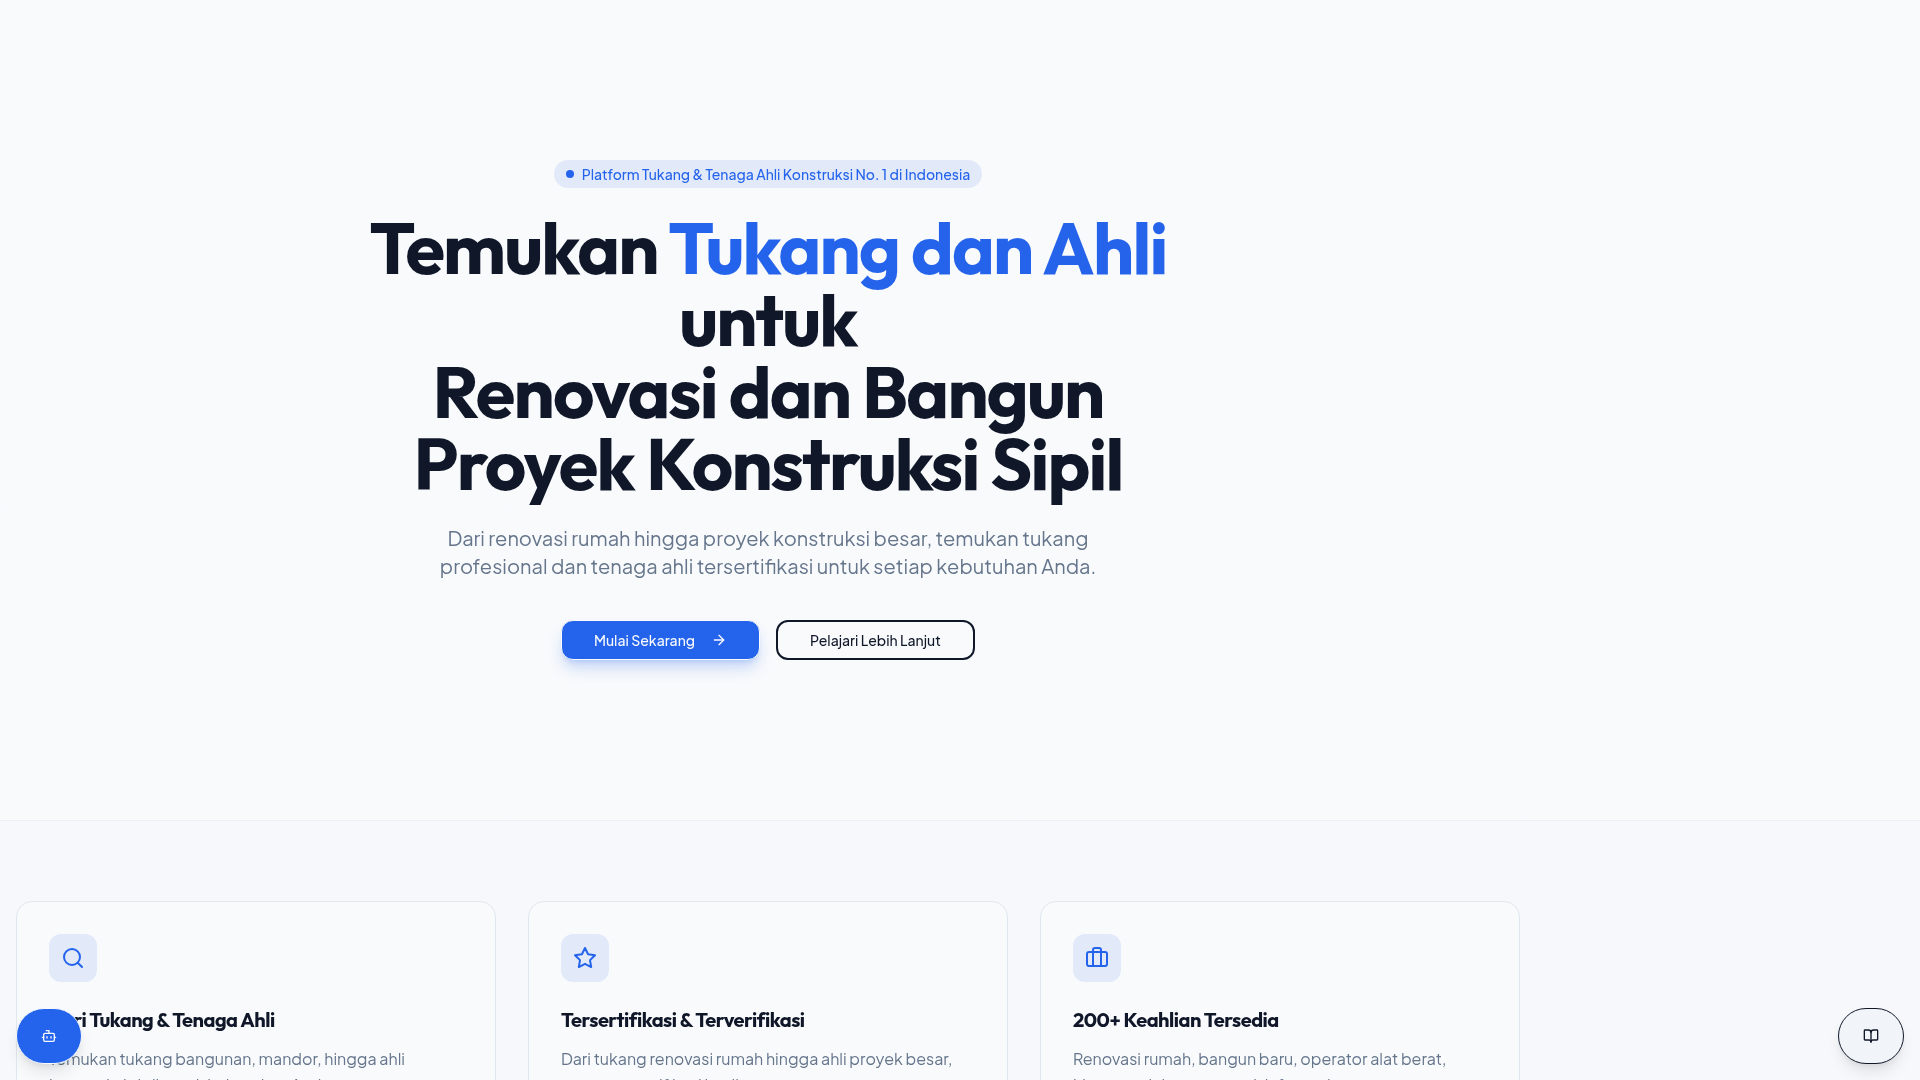 Platform Tukang & Tenaga Ahli Konstruksi No. 1 di Indonesia
Temukan Tukang dan Ahli
untuk
Renovasi dan Bangun
Proyek Konstruksi Sipil
Dari renovasi rumah hingga proyek konstruksi besar, temukan tukang
profesional dan tenaga ahli tersertifikasi untuk setiap kebutuhan Anda.
Mulai Sekarang
Pelajari Lebih Lanjut
Tukang & Tenaga Ahli
tukang bangunan, mandor, hingga ahli
Tersertifikasi & Terverifikasi
Dari tukang renovasi rumah hingga ahli proyek besar,
200+ Keahlian Tersedia
Renovasi rumah, bangun baru, operator alat berat,